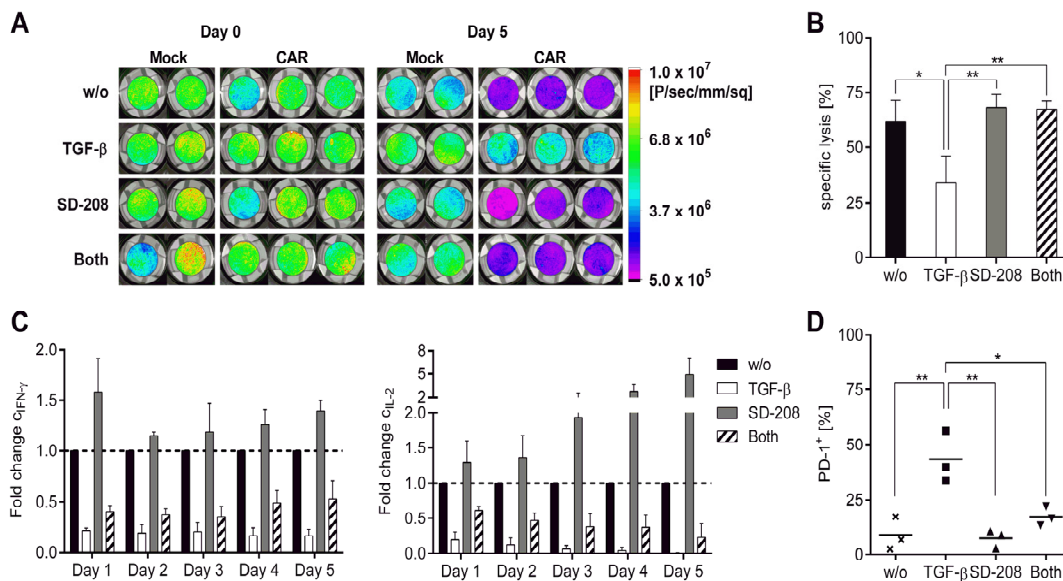 A
Day 0
Day 5
Mock
CAR
Mock
CAR
w/o
TGF-β
SD-208
Both
1.0 x 10⁷
[P/sec/mm/sq]
6.8 x 10⁶
3.7 x 10⁶
5.0 x 10⁵
B
specific lysis [%]
100
75
50
25
0
*
**
**
w/o
TGF-β
SD-208
Both
C
Fold change cIFN-γ
2.0
1.5
1.0
0.5
0.0
Day 1
Day 2
Day 3
Day 4
Day 5
Fold change cIL-2
8
5
2
2.0
1.5
1.0
0.5
0.0
Day 1
Day 2
Day 3
Day 4
Day 5
w/o
TGF-β
SD-208
Both
D
PD-1⁺ [%]
100
75
50
25
0
*
**
**
w/o
TGF-β
SD-208
Both